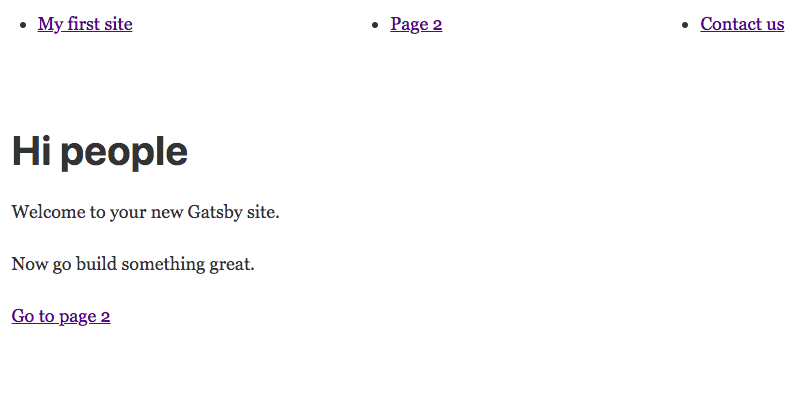 My first site
Page 2
Contact us
Hi people
Welcome to your new Gatsby site.
Now go build something great.
Go to page 2